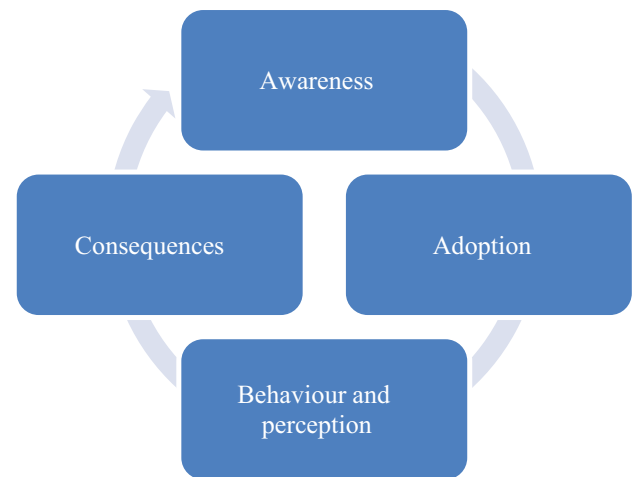 Awareness
Adoption
Behaviour and
perception
Consequences